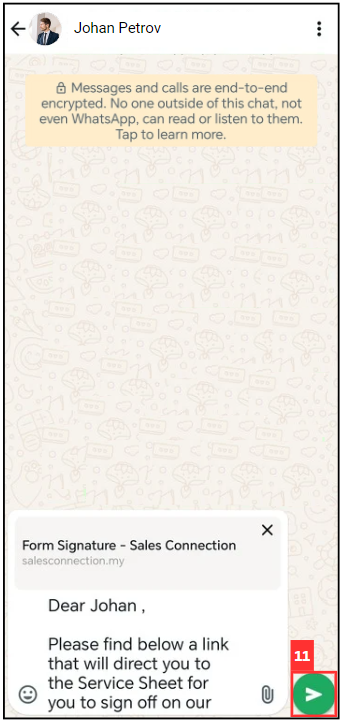 Johan Petrov
Messages and calls are end-to-end
encrypted. No one outside of this chat, not
even WhatsApp, can read or listen to them.
Tap to learn more.
Form Signature - Sales Connection
salesconnection.my
Dear Johan ,
Please find below a link
that will direct you to
the Service Sheet for
you to sign off on our
11